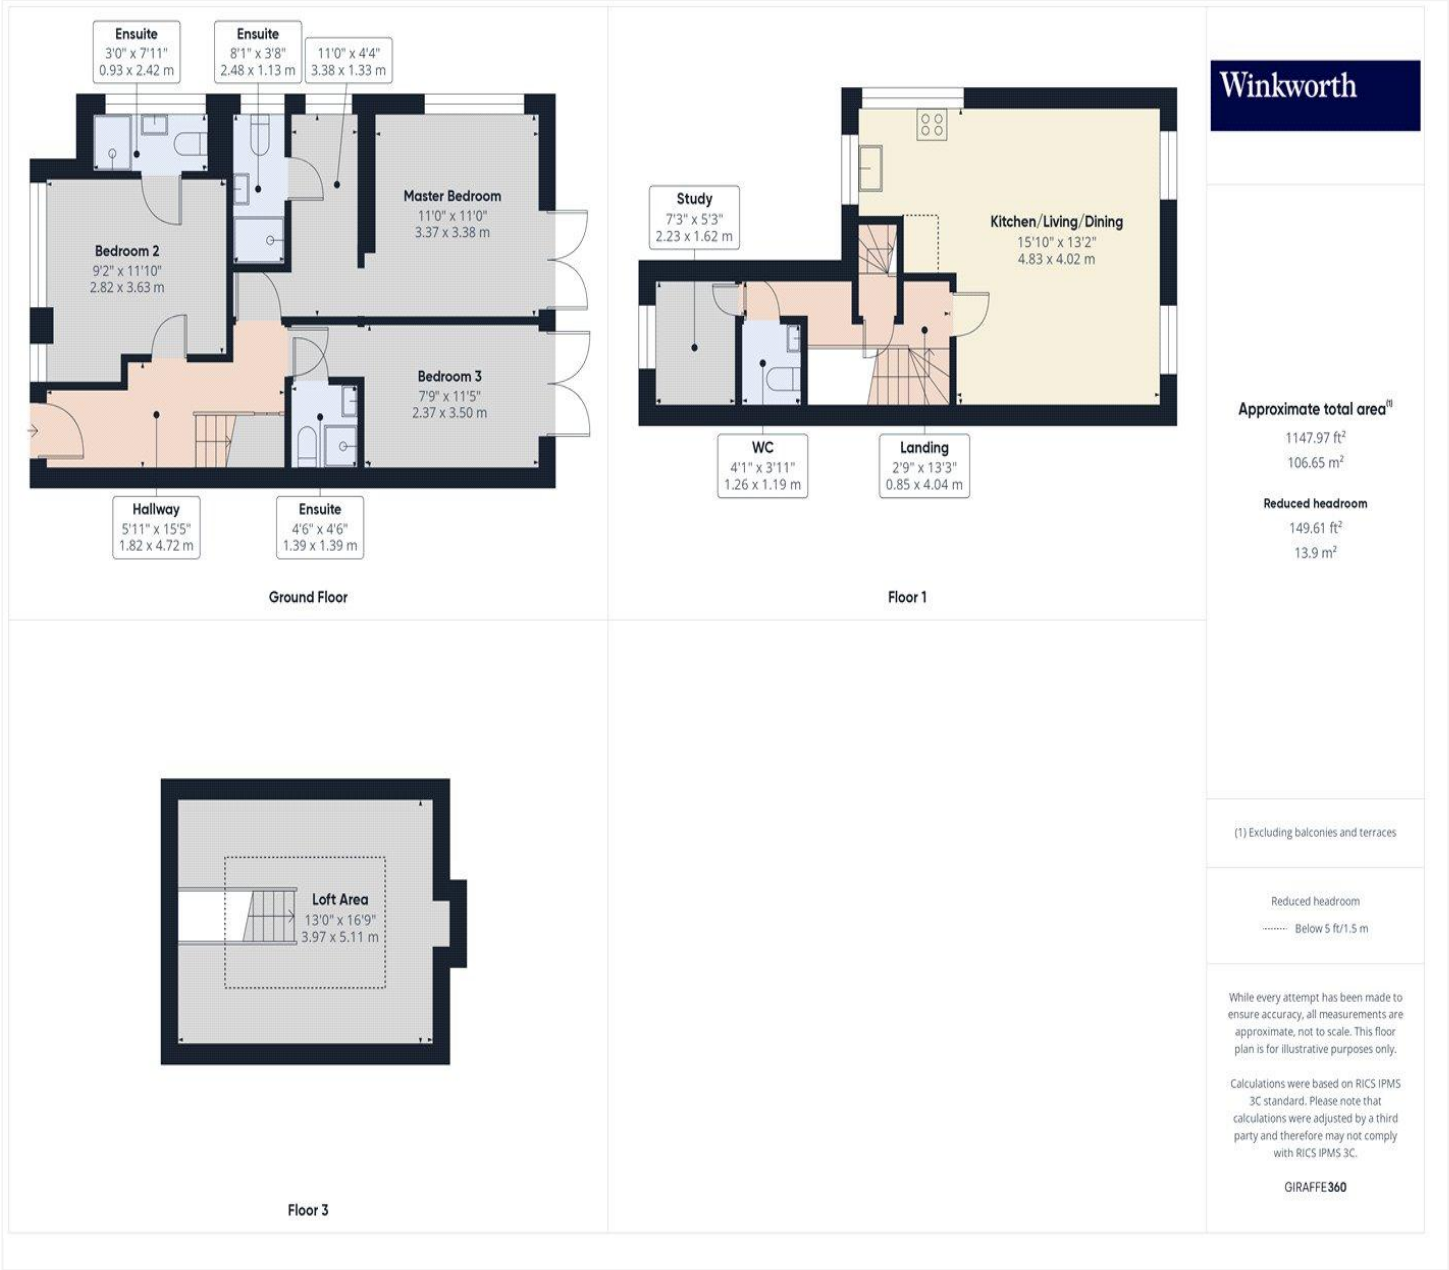 Ensuite
3'0" x 7'11"
0.93 x 2.42 m
Ensuite
8'1" x 3'8"
2.48 x 1.13 m
11'0" x 4'4"
3.38 x 1.33 m
Master Bedroom
11'0" x 11'0"
3.37 x 3.38 m
Bedroom 2
9'2" x 11'10"
2.82 x 3.63 m
Bedroom 3
7'9" x 11'5"
2.37 x 3.50 m
Hallway
5'11" x 15'5"
1.82 x 4.72 m
Ensuite
4'6" x 4'6"
1.39 x 1.39 m
Ground Floor
Study
7'3" x 5'3"
2.23 x 1.62 m
Kitchen/Living/Dining
15'10" x 13'2"
4.83 x 4.02 m
WC
4'1" x 3'11"
1.26 x 1.19 m
Landing
2'9" x 13'3"
0.85 x 4.04 m
Floor 1
Loft Area
13'0" x 16'9"
3.97 x 5.11 m
Floor 3
Winkworth
Approximate total area(1)
1147.97 ft²
106.65 m²
Reduced headroom
149.61 ft²
13.9 m²
(1) Excluding balconies and terraces
Reduced headroom
Below 5 ft/1.5 m
While every attempt has been made to
ensure accuracy, all measurements are
approximate, not to scale. This floor
plan is for illustrative purposes only.
Calculations were based on RICS IPMS
3C standard. Please note that
calculations were adjusted by a third
party and therefore may not comply
with RICS IPMS 3C.
GIRAFFE360